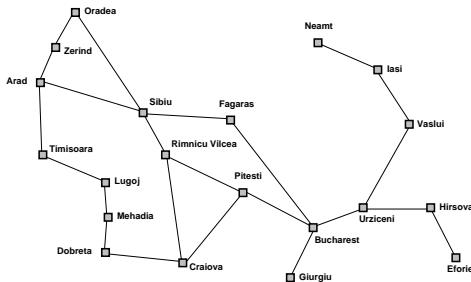 Oradea
Neamt
Zerind
Iasi
Arad
Sibiu
Fagaras
Vaslui
Timisoara
Rimnicu Vilcea
Lugoj
Pitesti
Hirsova
Mehadia
Urziceni
Bucharest
Dobreta
Craiova
Eforie
Giurgiu